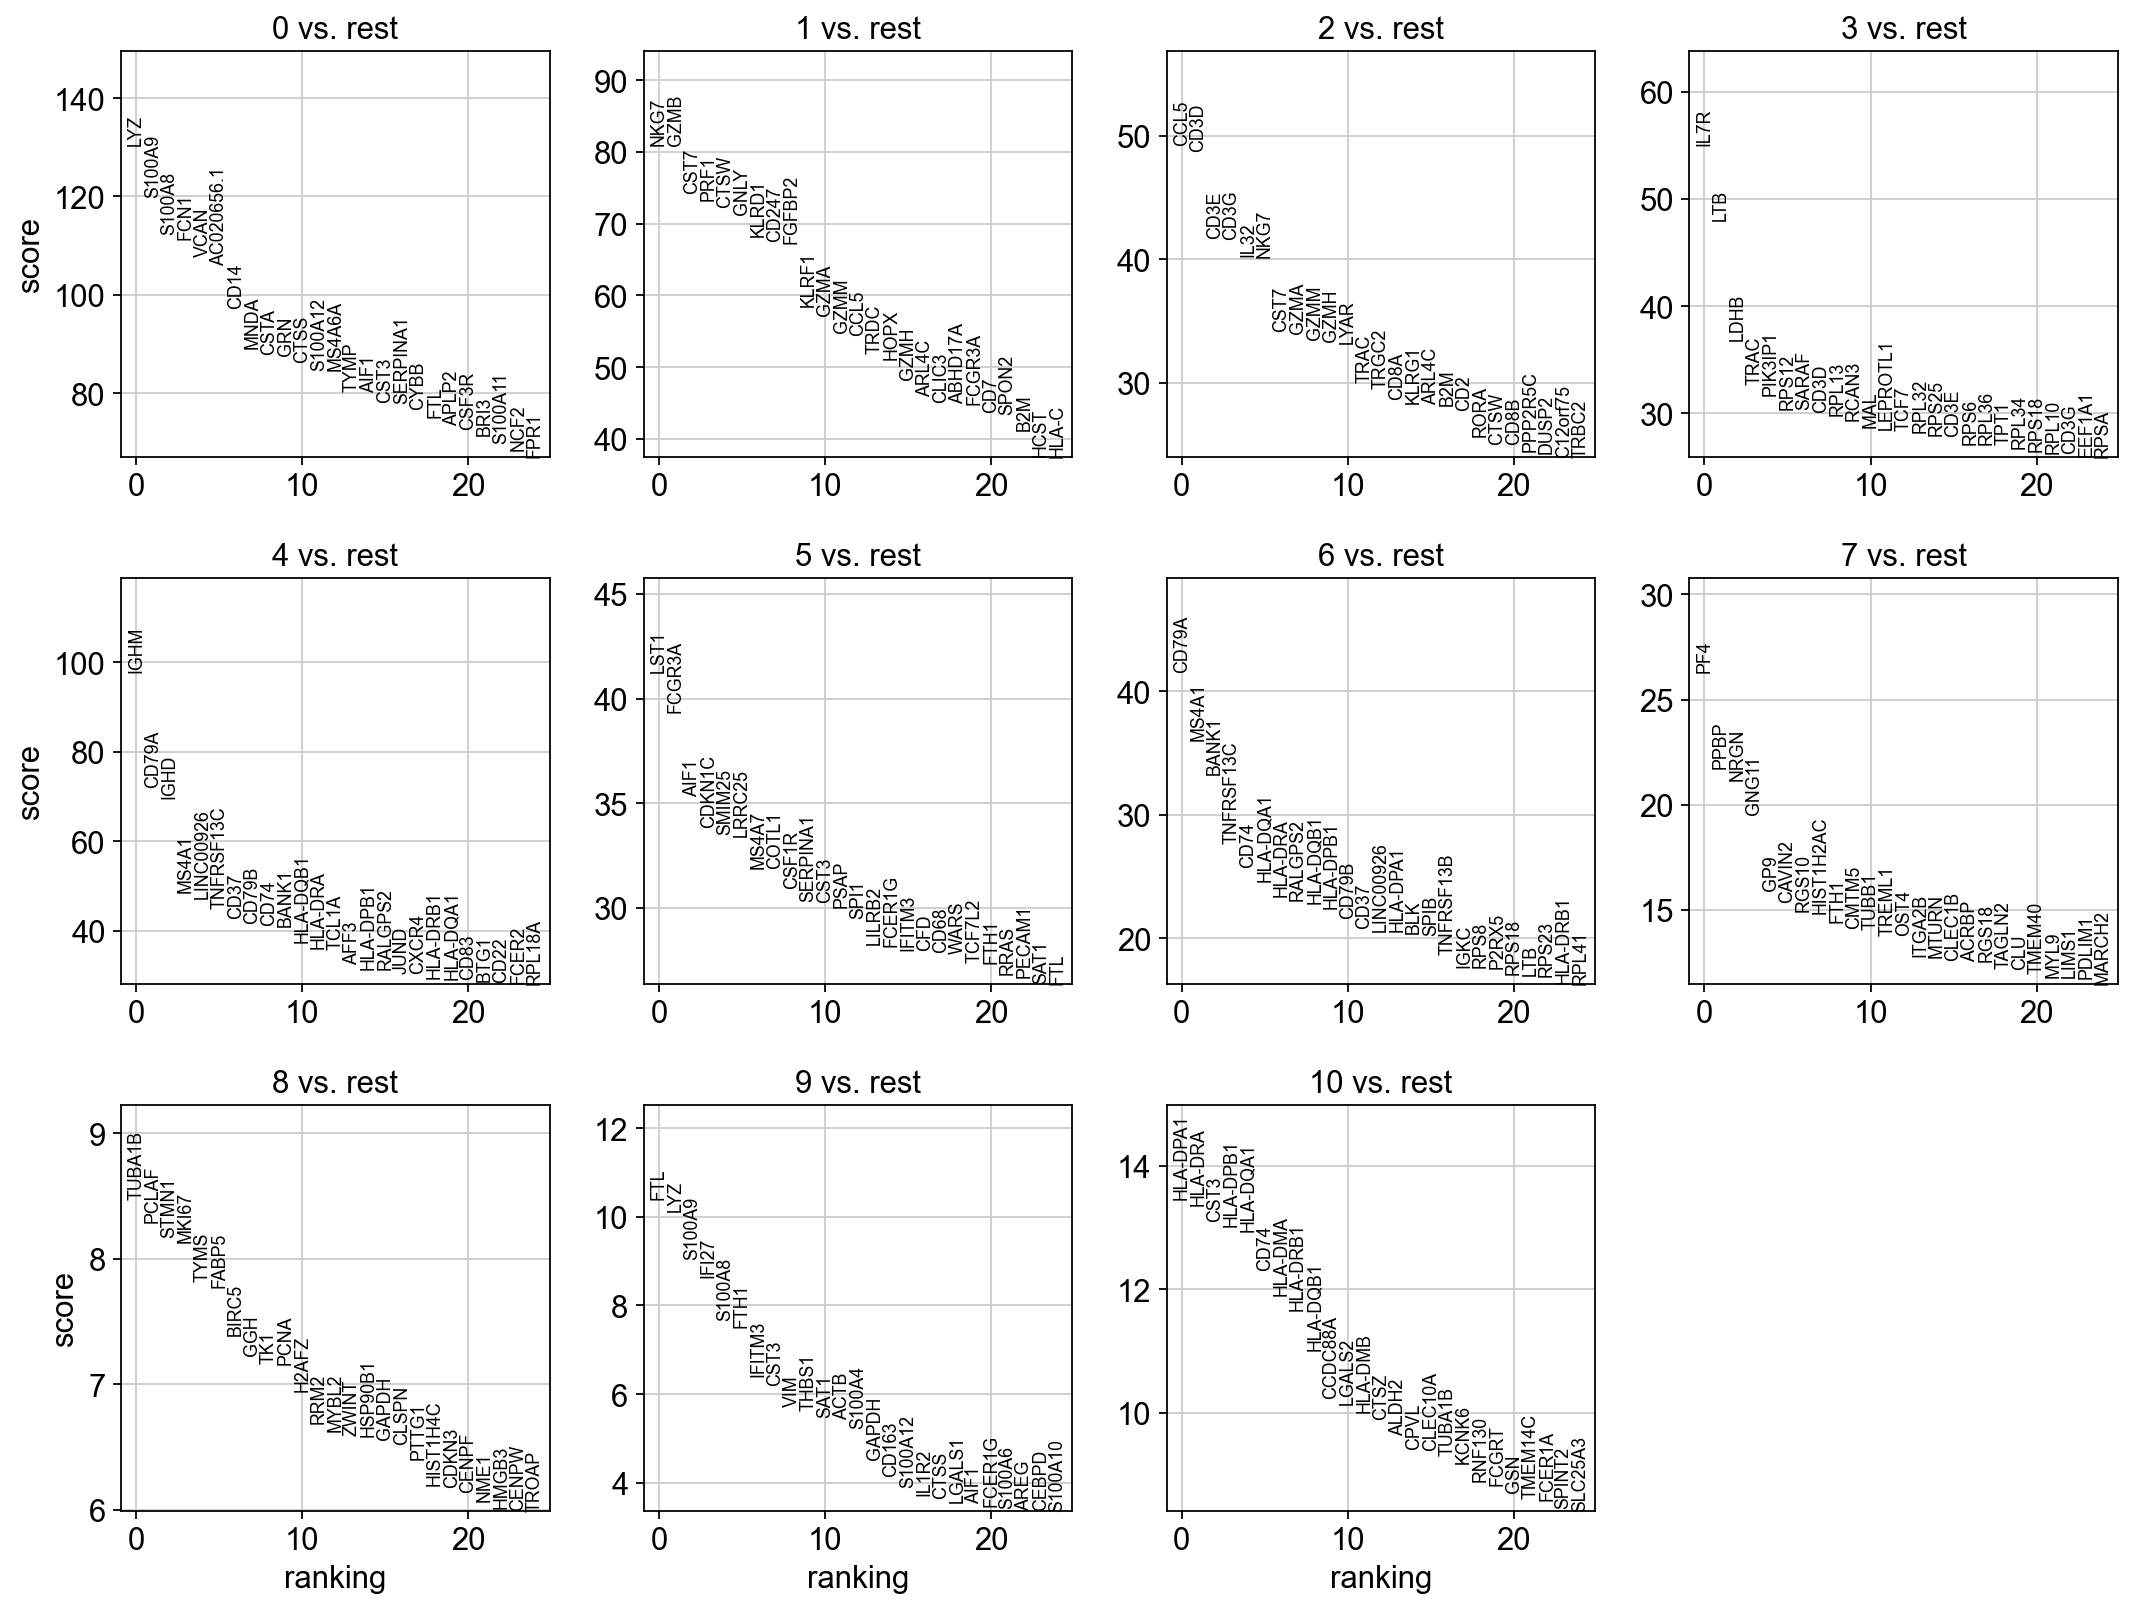 0 vs. rest
1 vs. rest
2 vs. rest
3 vs. rest
score
140
120
100
80
LYZ
S100A9
S100A8
FCN1
VCAN
AC020656.1
CD14
MNDA
CSTA
GRN
CTSS
S100A12
MS4A6A
TYMP
AIF1
CST3
SERPINA1
CYBB
FTL
APLP2
CSF3R
BRI3
S100A11
NCF2
FPR1
0 10 20
90
80
70
60
50
40
NKG7
GZMB
CST7
PRF1
CTSW
GNLY
KLRD1
CD247
FGFBP2
KLRF1
GZMA
GZMM
CCL5
TRDC
HOPX
GZMH
ARL4C
CLIC3
ABHD17A
FCGR3A
CD7
SPON2
B2M
HCST
HLA-C
0 10 20
50
40
30
CCL5
CD3D
CD3E
CD3G
IL32
NKG7
CST7
GZMA
GZMM
GZMH
LYAR
TRAC
TRGC2
CD8A
KLRG1
ARL4C
B2M
CD2
RORA
CTSW
CD8B
PPP2R5C
DUSP2
C12orf75
TRBC2
0 10 20
60
50
40
30
IL7R
LTB
LDHB
TRAC
PIK3IP1
RPS12
SARAF
CD3D
RPL13
RCAN3
MAL
LEPROTL1
TCF7
RPL32
RPS25
CD3E
RPS6
RPL36
TPT1
RPL34
RPS18
RPL10
CD3G
EEF1A1
RPSA
0 10 20
4 vs. rest
5 vs. rest
6 vs. rest
7 vs. rest
score
100
80
60
40
IGHM
CD79A
IGHD
MS4A1
LINC00926
TNFRSF13C
CD37
CD79B
CD74
BANK1
HLA-DQB1
HLA-DRA
TCL1A
AFF3
HLA-DPB1
RALGPS2
JUND
CXCR4
HLA-DRB1
HLA-DQA1
CD83
BTG1
CD22
FCER2
RPL18A
0 10 20
45
40
35
30
LST1
FCGR3A
AIF1
CDKN1C
SMIM25
LRRC25
MS4A7
COTL1
CSF1R
SERPINA1
CST3
PSAP
SPI1
LILRB2
FCER1G
IFITM3
CFD
CD68
WARS
TCF7L2
FTH1
RRAS
PECAM1
SAT1
FTL
0 10 20
40
30
20
CD79A
MS4A1
BANK1
TNFRSF13C
CD74
HLA-DQA1
HLA-DRA
RALGPS2
HLA-DQB1
HLA-DPB1
CD79B
CD37
LINC00926
HLA-DPA1
BLK
SPIB
TNFRSF13B
IGKC
RPS8
P2RX5
RPS18
LTB
RPS23
HLA-DRB1
RPL41
0 10 20
30
25
20
15
PF4
PPBP
NRGN
GNG11
GP9
CAVIN2
RGS10
HIST1H2AC
FTH1
CMTM5
TUBB1
TREML1
OST4
ITGA2B
MTURN
CLEC1B
ACRBP
RGS18
TAGLN2
CLU
TMEM40
MYL9
LIMS1
PDLIM1
MARCH2
0 10 20
8 vs. rest
9 vs. rest
10 vs. rest
score
9
8
7
6
TUBA1B
PCLAF
STMN1
MKI67
TYMS
FABP5
BIRC5
GGH
TK1
PCNA
H2AFZ
RRM2
MYBL2
ZWINT
HSP90B1
GAPDH
CLSPN
PTTG1
HIST1H4C
CDKN3
CENPF
NME1
HMGB3
CENPW
TROAP
0 10 20
ranking
12
10
8
6
4
FTL
LYZ
S100A9
IFI27
S100A8
FTH1
IFITM3
CST3
VIM
THBS1
SAT1
ACTB
S100A4
GAPDH
CD163
S100A12
IL1R2
CTSS
LGALS1
AIF1
FCER1G
S100A6
AREG
CEBPD
S100A10
0 10 20
ranking
14
12
10
HLA-DPA1
HLA-DRA
CST3
HLA-DPB1
HLA-DQA1
CD74
HLA-DMA
HLA-DRB1
HLA-DQB1
CCDC88A
LGALS2
HLA-DMB
CTSZ
ALDH2
CPVL
CLEC10A
TUBA1B
KCNK6
RNF130
FCGRT
GSN
TMEM14C
FCER1A
SPINT2
SLC25A3
0 10 20
ranking